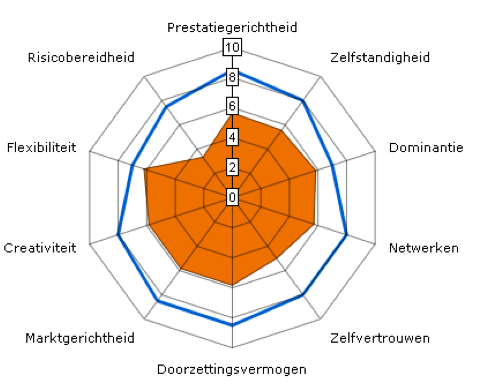 Prestatiegerichtheid
10
Risicobereidheid
Zelfstandigheid
8
6
Flexibiliteit
Dominantie
4
2
0
Creativiteit
Netwerken
Marktgerichtheid
Zelfvertrouwen
Doorzettingsvermogen